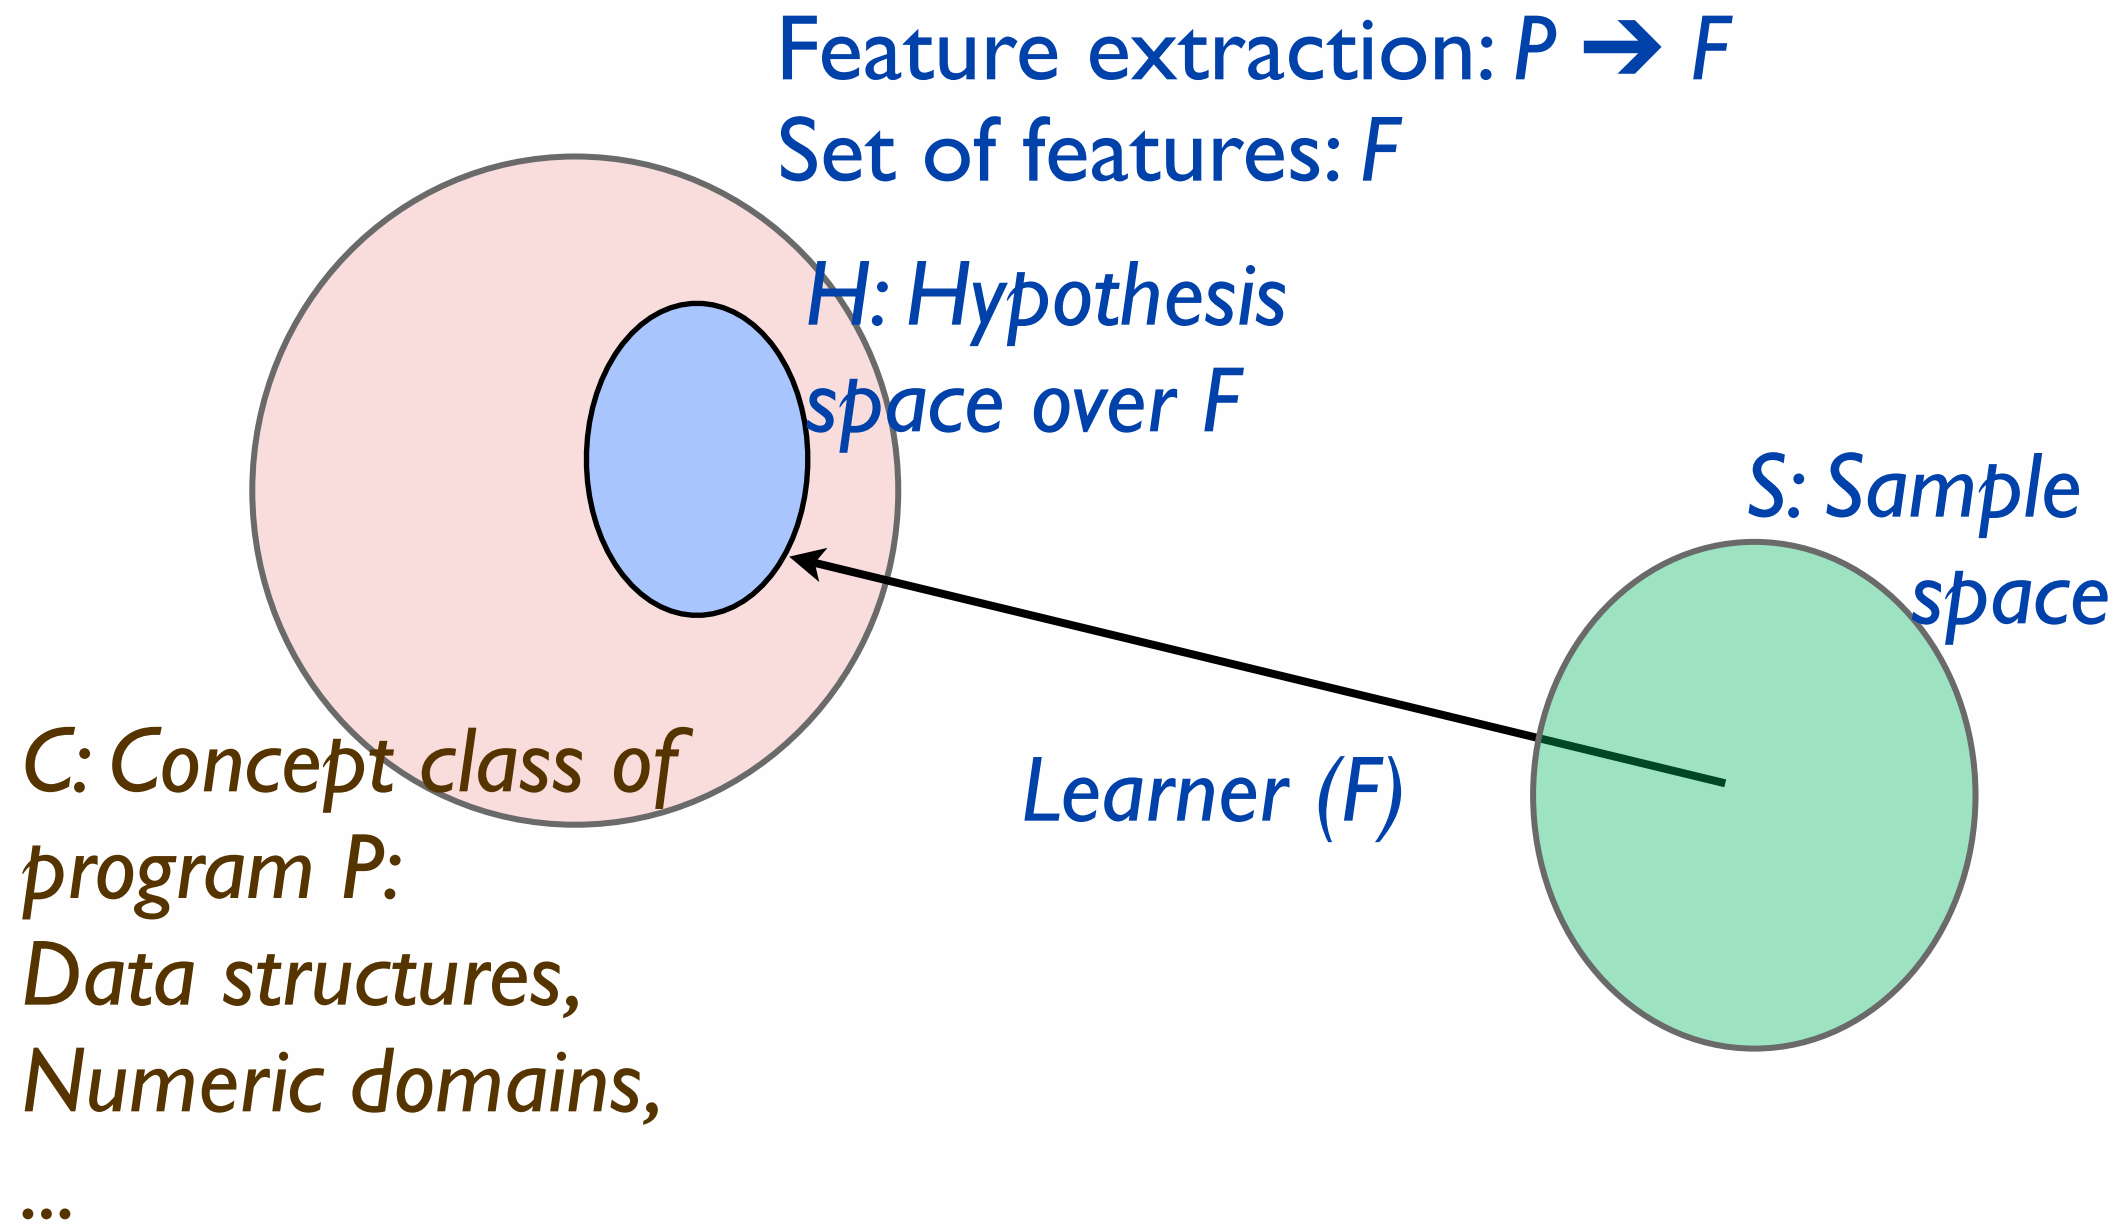 Feature extraction: P ➔ F
Set of features: F
H: Hypothesis
space over F
S: Sample
space
Learner (F)
C: Concept class of
program P:
Data structures,
Numeric domains,
...